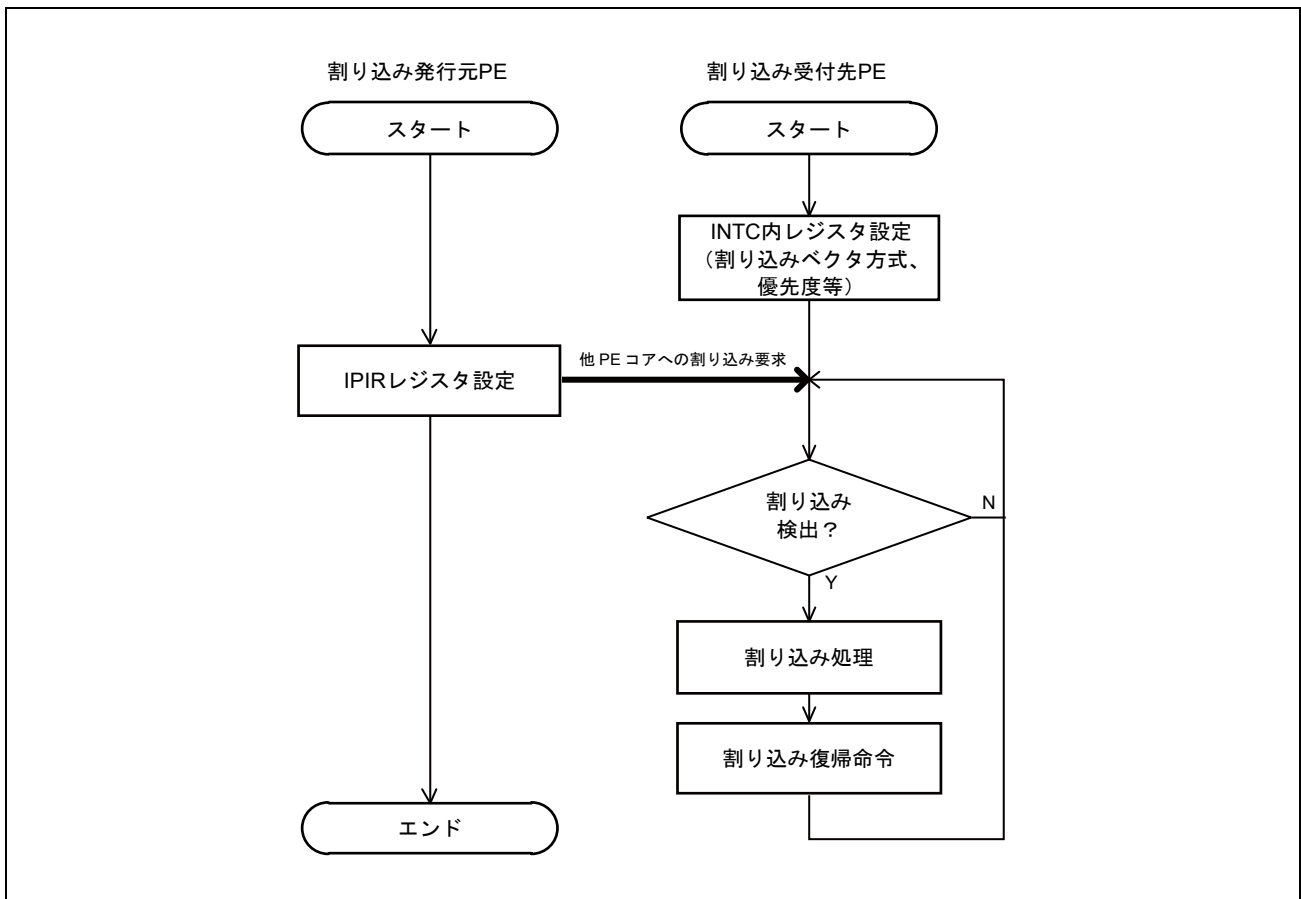 割り込み発行元PE
スタート
IPIRレジスタ設定
エンド
他 PE コアへの割り込み要求
割り込み受付先PE
スタート
INTC内レジスタ設定
（割り込みベクタ方式、
優先度等）
割り込み
検出？
N
Y
割り込み処理
割り込み復帰命令